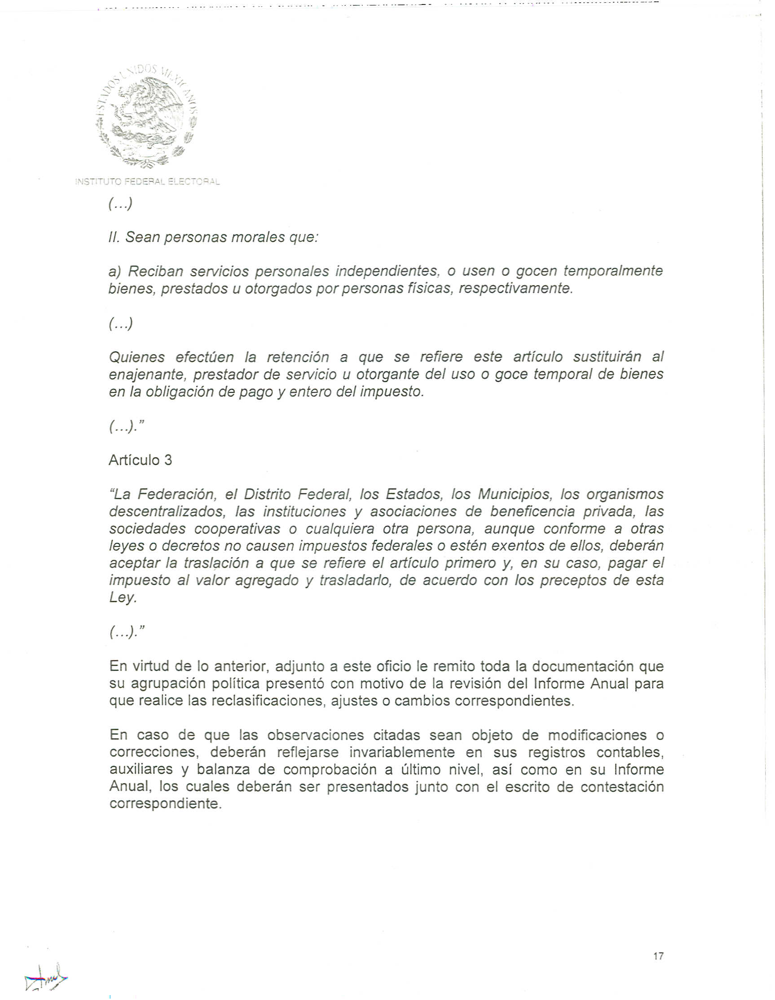 ESTADOS UNIDOS MEXICANOS
INSTITUTO FEDERAL ELECTORAL
(...)
II. Sean personas morales que:
a) Reciban servicios personales independientes, o usen o gocen temporalmente
bienes, prestados u otorgados por personas físicas, respectivamente.
(...)
Quienes efectúen la retención a que se refiere este artículo sustituirán al
enajenante, prestador de servicio u otorgante del uso o goce temporal de bienes
en la obligación de pago y entero del impuesto.
(...)."
Artículo 3
"La Federación, el Distrito Federal, los Estados, los Municipios, los organismos
descentralizados, las instituciones y asociaciones de beneficencia privada, las
sociedades cooperativas o cualquiera otra persona, aunque conforme a otras
leyes o decretos no causen impuestos federales o estén exentos de ellos, deberán
aceptar la traslación a que se refiere el artículo primero y, en su caso, pagar el
impuesto al valor agregado y trasladarlo, de acuerdo con los preceptos de esta
Ley.
(...)."
En virtud de lo anterior, adjunto a este oficio le remito toda la documentación que
su agrupación política presentó con motivo de la revisión del Informe Anual para
que realice las reclasificaciones, ajustes o cambios correspondientes.
En caso de que las observaciones citadas sean objeto de modificaciones o
correcciones, deberán reflejarse invariablemente en sus registros contables,
auxiliares y balanza de comprobación a último nivel, así como en su Informe
Anual, los cuales deberán ser presentados junto con el escrito de contestación
correspondiente.
17